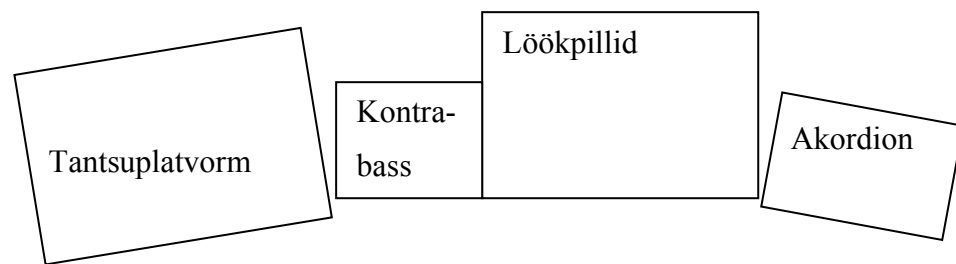 Tantsuplatvorm
Kontra-
bass
Löökpillid
Akordion